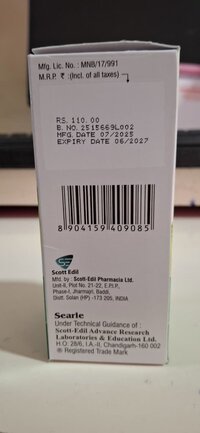 Mfg. Lic. No. : MNB/17/991
M.R.P. ₹ :(Incl. of all taxes)
RS. 110.00
B. NO. 2515669L002
MFG. DATE 07/2025
EXPIRY DATE 06/2027
8 904159 409085
Scott Edil
Mfd. by : Scott-Edil Pharmacia Ltd.
Unit-II, Plot No. 21-22, E.P.I.P.,
Phase-I, Jharmajri, Baddi,
Distt. Solan (HP) -173 205, INDIA.
Searle
Under Technical Guidance of :
Scott-Edil Advance Research
Laboratories & Education Ltd.
H.O. 28/6, I.A.-II, Chandigarh-160 002
® Registered Trade Mark